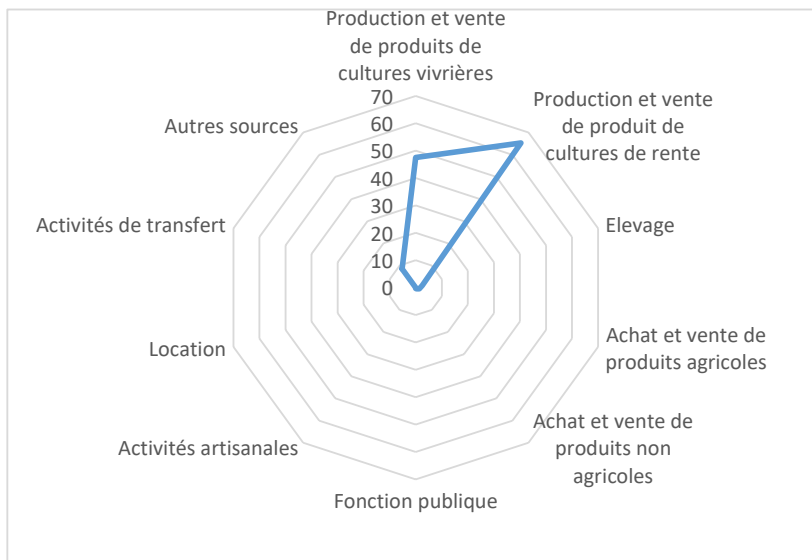 Production et vente
de produits de
cultures vivrières
70
60
50
40
30
20
10
0
Production et vente
de produit de
cultures de rente
Elevage
Achat et vente de
produits agricoles
Achat et vente de
produits non
agricoles
Fonction publique
Activités artisanales
Location
Activités de transfert
Autres sources